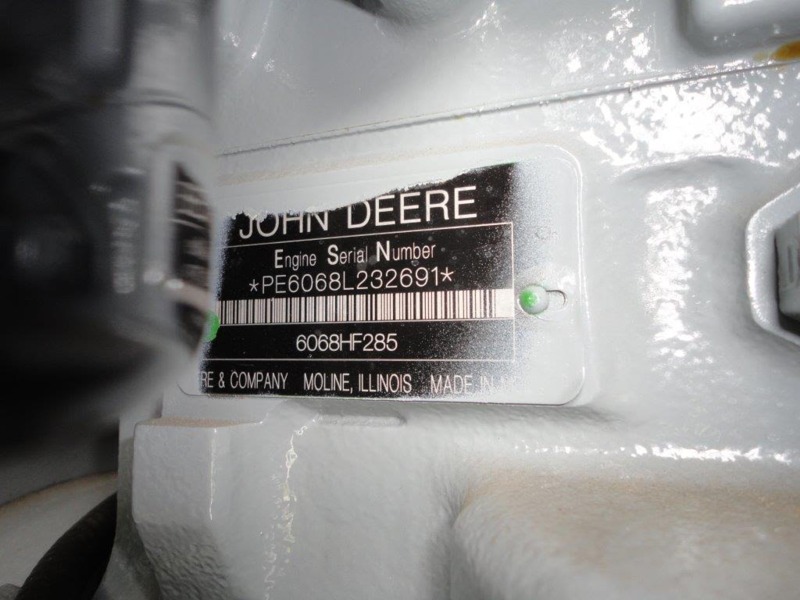 JOHN DEERE
Engine Serial Number
*PE6068L232691*
6068HF285
RE & COMPANY MOLINE, ILLINOIS MADE IN